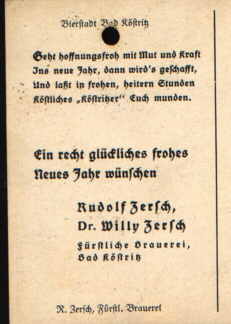 Bierstadt Bad Köstritz
Geht hoffnungsfroh mit Mut und Kraft
Ins neue Jahr, dann wird's geschafft,
Und laßt in frohen, heitern Stunden
Köstliches „Köstritzer" Euch munden.
Ein recht glückliches frohes
Neues Jahr wünschen
Rudolf Zersch,
Dr. Willy Zersch
Fürstliche Brauerei,
Bad Köstritz
R. Zersch, Fürstl. Brauerei